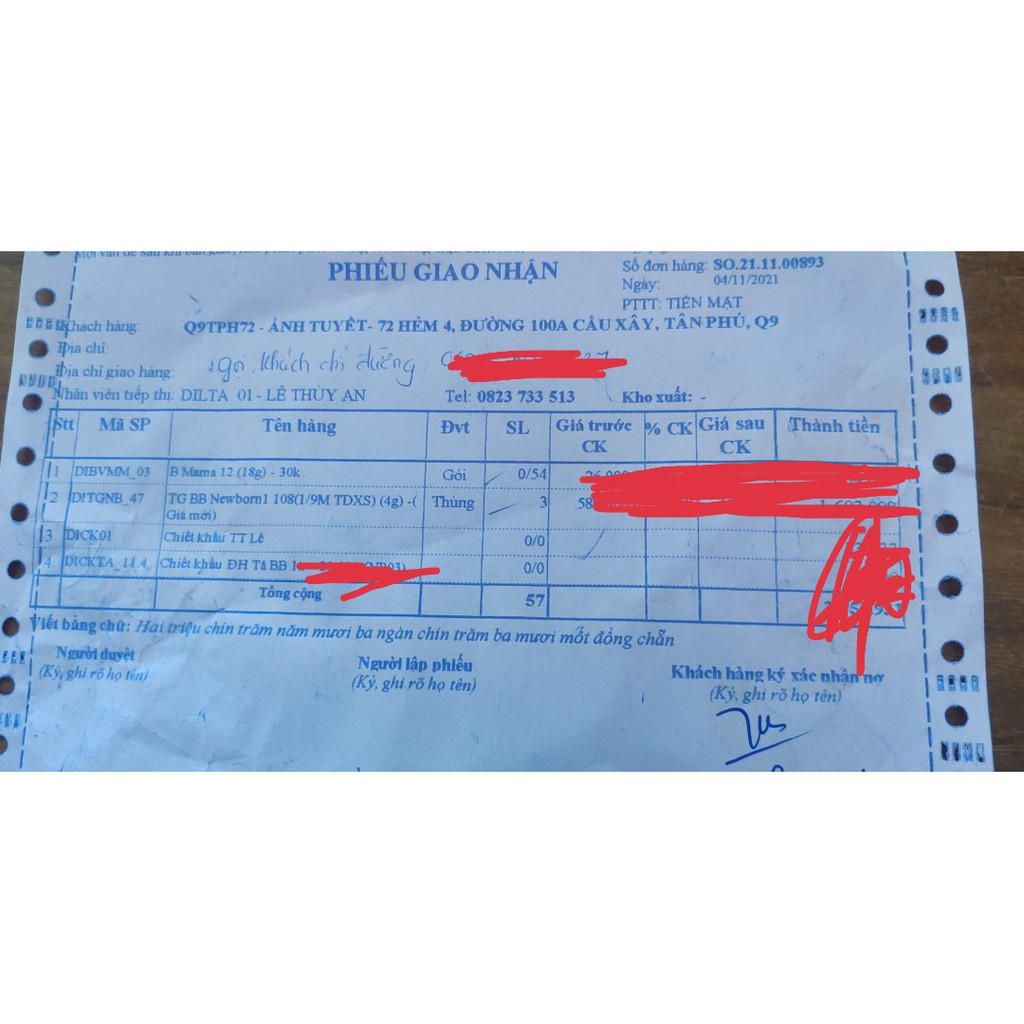 PHIẾU GIAO NHẬN
Số đơn hàng: SO.21.11.00893
Ngày: 04/11/2021
PTTT: TIỀN MẶT
Khách hàng: Q9TPH72 - ÁNH TUYẾT- 72 HẺM 4, ĐƯỜNG 100A CẦU XÂY, TÂN PHÚ, Q9
Địa chỉ:
Địa chỉ giao hàng: gọi khách chỉ đường
Nhân viên tiếp thị: DILTA_01 - LÊ THÙY AN Tel: 0823 733 513 Kho xuất: -
Stt Mã SP Tên hàng Đvt SL Giá trước CK % CK Giá sau CK Thành tiền
1 DIBVMM_03 B Mama 12 (18g) - 30k Gói 0/54
2 DITGNB_47 TG BB Newborn1 108(1/9M TDXS) (4g) -( Giá mới) Thùng 3
3 DICK01 Chiết khấu TT Lẻ 0/0
4 DICKTA_11.4 Chiết khấu ĐH Tã BB 0/0
Tổng cộng 57
Viết bằng chữ: Hai triệu chín trăm năm mươi ba ngàn chín trăm ba mươi mốt đồng chẵn
Người duyệt Người lập phiếu Khách hàng ký xác nhận nợ
(Ký, ghi rõ họ tên) (Ký, ghi rõ họ tên) (Ký, ghi rõ họ tên)